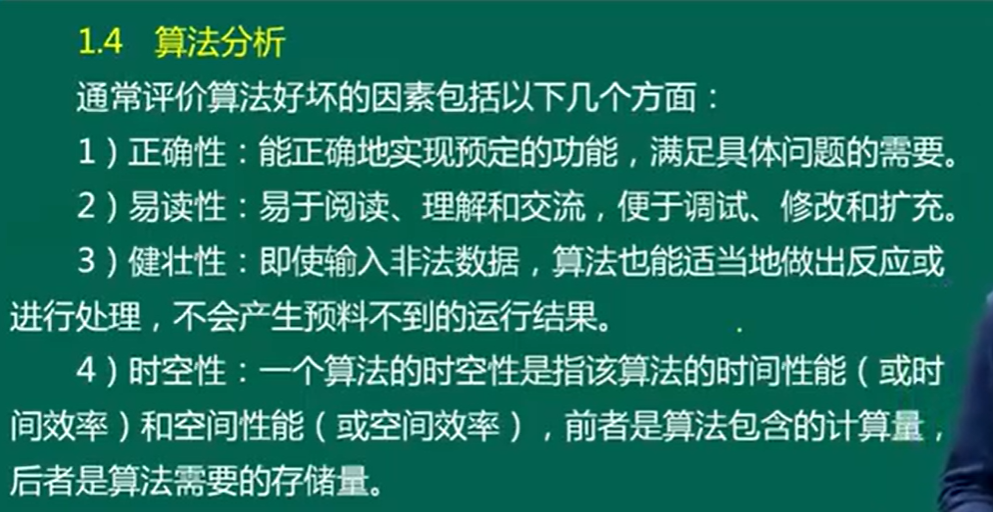 1.4 算法分析
通常评价算法好坏的因素包括以下几个方面：
1）正确性：能正确地实现预定的功能，满足具体问题的需要。
2）易读性：易于阅读、理解和交流，便于调试、修改和扩充。
3）健壮性：即使输入非法数据，算法也能适当地做出反应或
进行处理，不会产生预料不到的运行结果。
4）时空性：一个算法的时空性是指该算法的时间性能（或时
间效率）和空间性能（或空间效率），前者是算法包含的计算量，
后者是算法需要的存储量。